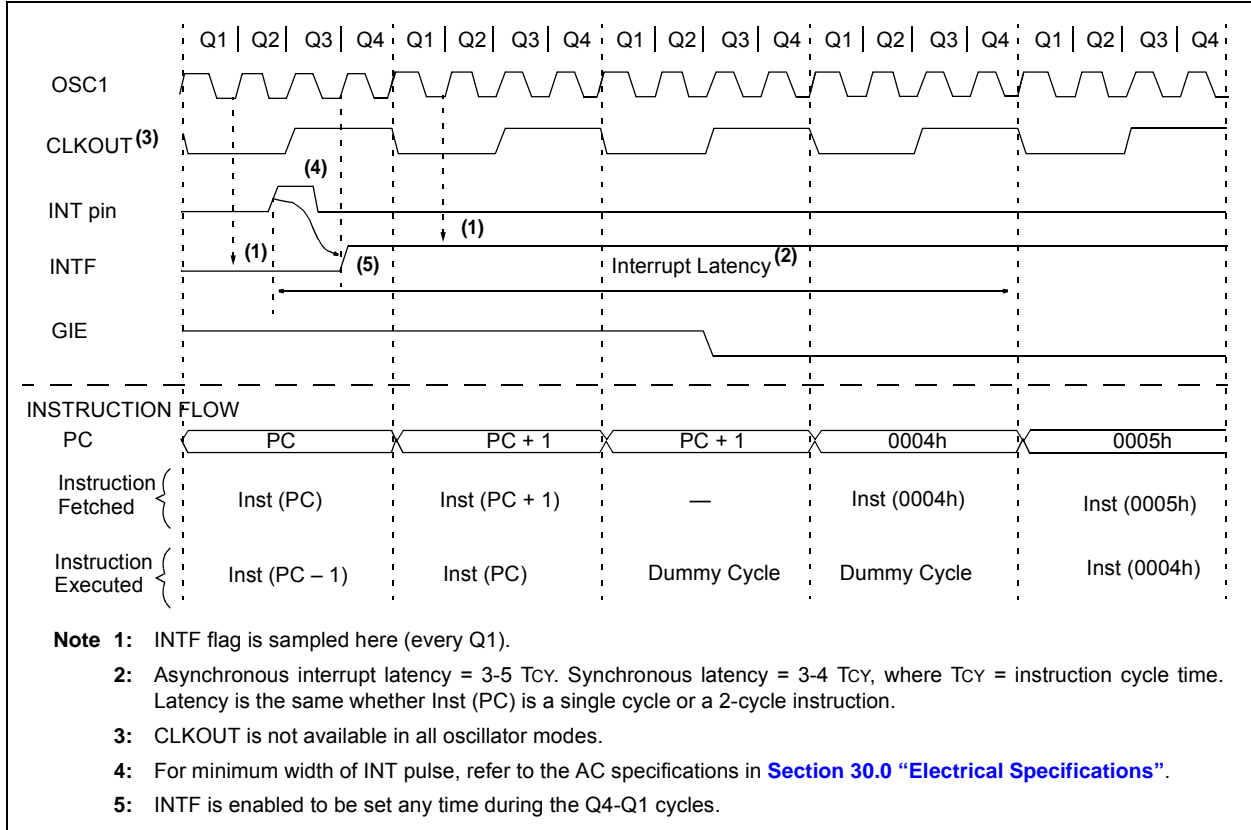 Q1 | Q2 | Q3 | Q4 Q1 | Q2 | Q3 | Q4 Q1 | Q2 | Q3 | Q4 Q1 | Q2 | Q3 | Q4 Q1 | Q2 | Q3 | Q4
OSC1
CLKOUT (3)
(4)
INT pin
(1)
(1)
INTF
(5)
Interrupt Latency (2)
GIE
INSTRUCTION FLOW
PC PC PC + 1 PC + 1 0004h 0005h
Instruction
Fetched
Inst (PC) Inst (PC + 1) — Inst (0004h) Inst (0005h)
Instruction
Executed
Inst (PC – 1) Inst (PC) Dummy Cycle Dummy Cycle Inst (0004h)
Note 1: INTF flag is sampled here (every Q1).
2: Asynchronous interrupt latency = 3-5 TCY. Synchronous latency = 3-4 TCY, where TCY = instruction cycle time.
Latency is the same whether Inst (PC) is a single cycle or a 2-cycle instruction.
3: CLKOUT is not available in all oscillator modes.
4: For minimum width of INT pulse, refer to the AC specifications in Section 30.0 “Electrical Specifications”.
5: INTF is enabled to be set any time during the Q4-Q1 cycles.